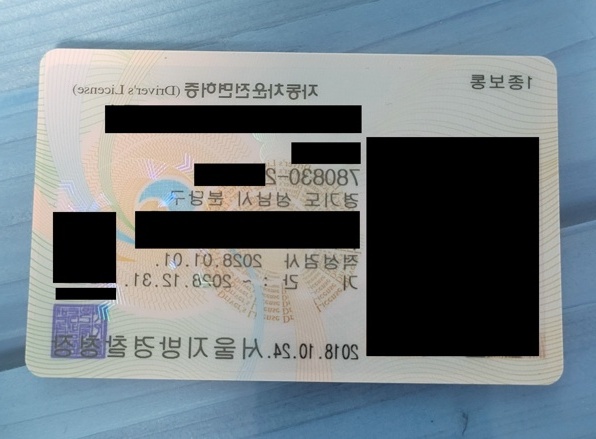 1종보통
자동차운전면허증 (Driver's License)
780830-2
경기도 성남시 분당구
적성검사 2028.01.01.
기 간 : ~ 2028.12.31.
2018.10.24. 서울지방경찰청장